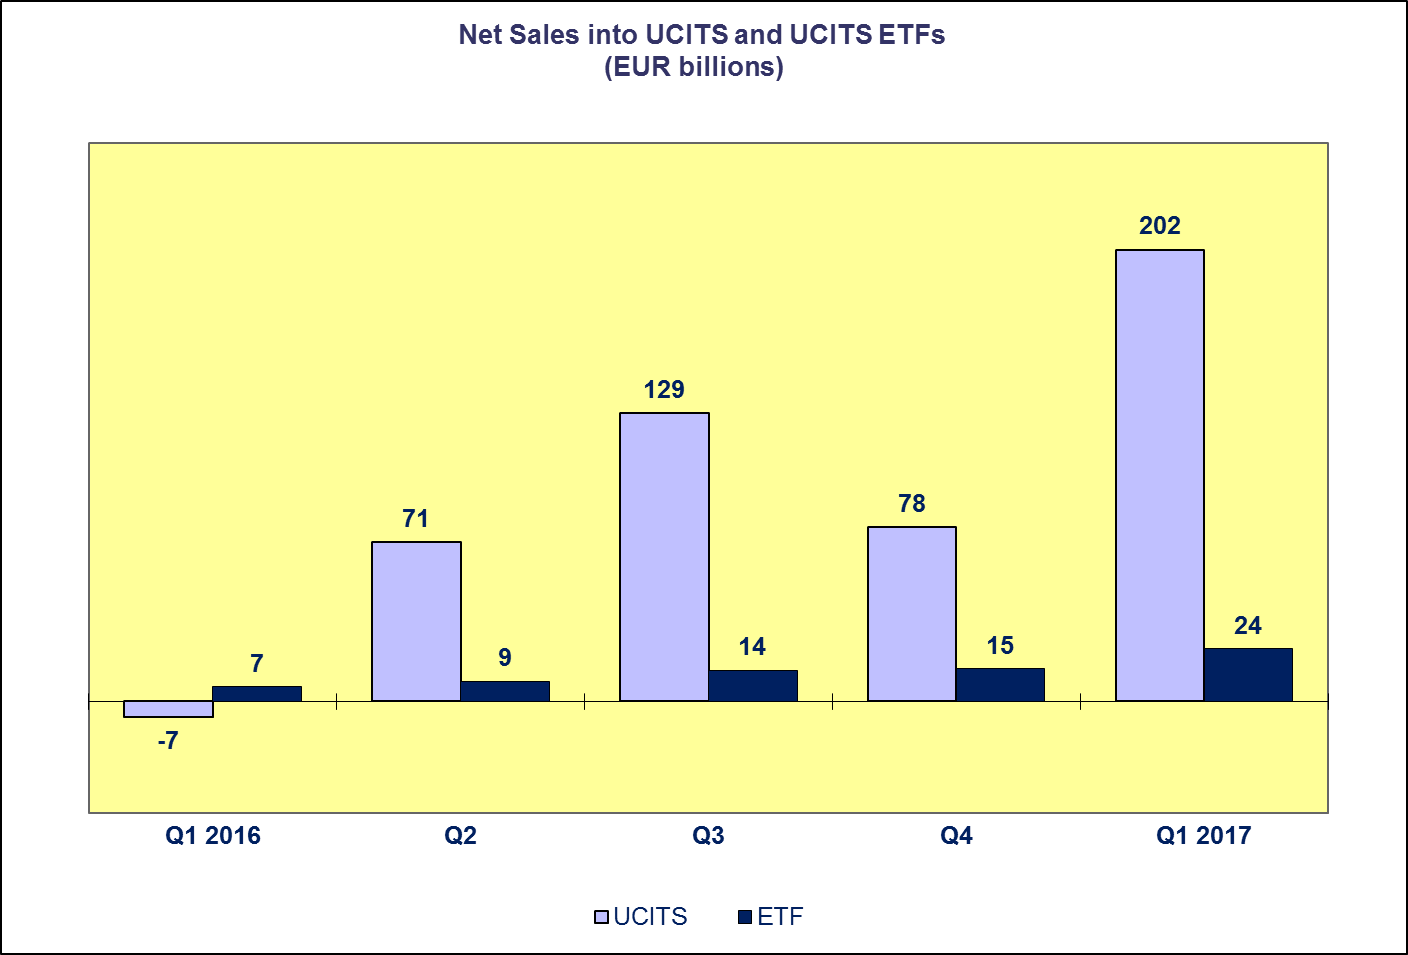 Net Sales into UCITS and UCITS ETFs
(EUR billions)
202
129
78
71
24
15
14
9
7
-7
Q1 2016
Q2
Q3
Q4
Q1 2017
UCITS
ETF